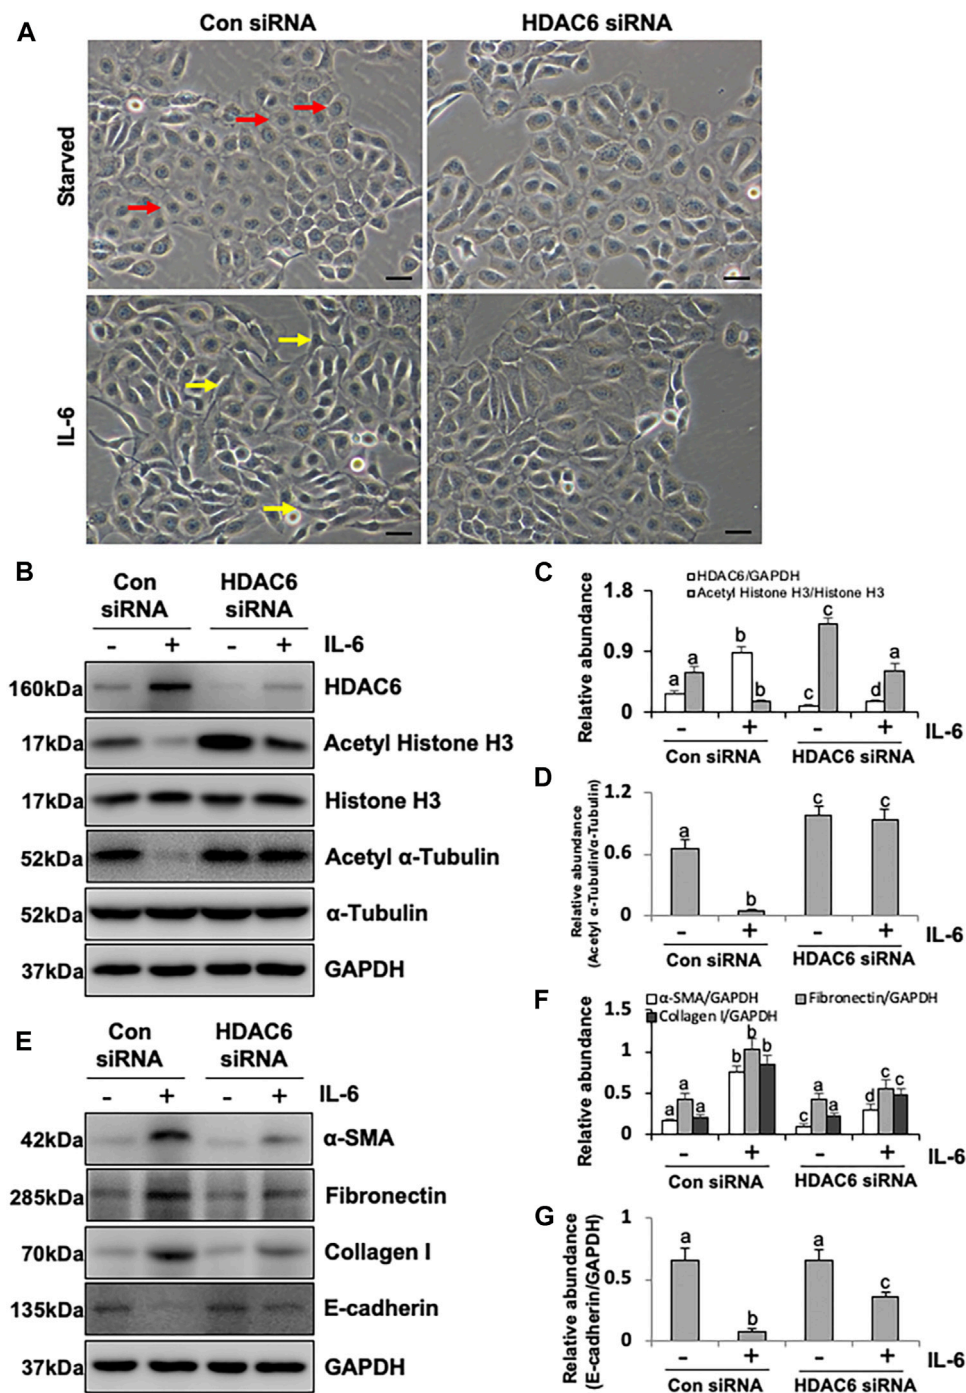 A
Con siRNA
HDAC6 siRNA
Starved
IL-6
B
Con siRNA
HDAC6 siRNA
- + - + IL-6
160kDa HDAC6
17kDa Acetyl Histone H3
17kDa Histone H3
52kDa Acetyl α-Tubulin
52kDa α-Tubulin
37kDa GAPDH
C
HDAC6/GAPDH
Acetyl Histone H3/Histone H3
Relative abundance
1.8
0.9
0
a a b b c c d a
- + - + IL-6
Con siRNA HDAC6 siRNA
D
Relative abundance
(Acetyl α-Tubulin/α-Tubulin)
1.2
0.6
0
a b c c
- + - + IL-6
Con siRNA HDAC6 siRNA
E
Con siRNA
HDAC6 siRNA
- + - + IL-6
42kDa α-SMA
285kDa Fibronectin
70kDa Collagen I
135kDa E-cadherin
37kDa GAPDH
F
α-SMA/GAPDH Fibronectin/GAPDH
Collagen I/GAPDH
Relative abundance
1.5
1
0.5
0
a a a b b b c a a d c c
- + - + IL-6
Con siRNA HDAC6 siRNA
G
Relative abundance
(E-cadherin/GAPDH)
1
0.5
0
a b a c
- + - + IL-6
Con siRNA HDAC6 siRNA